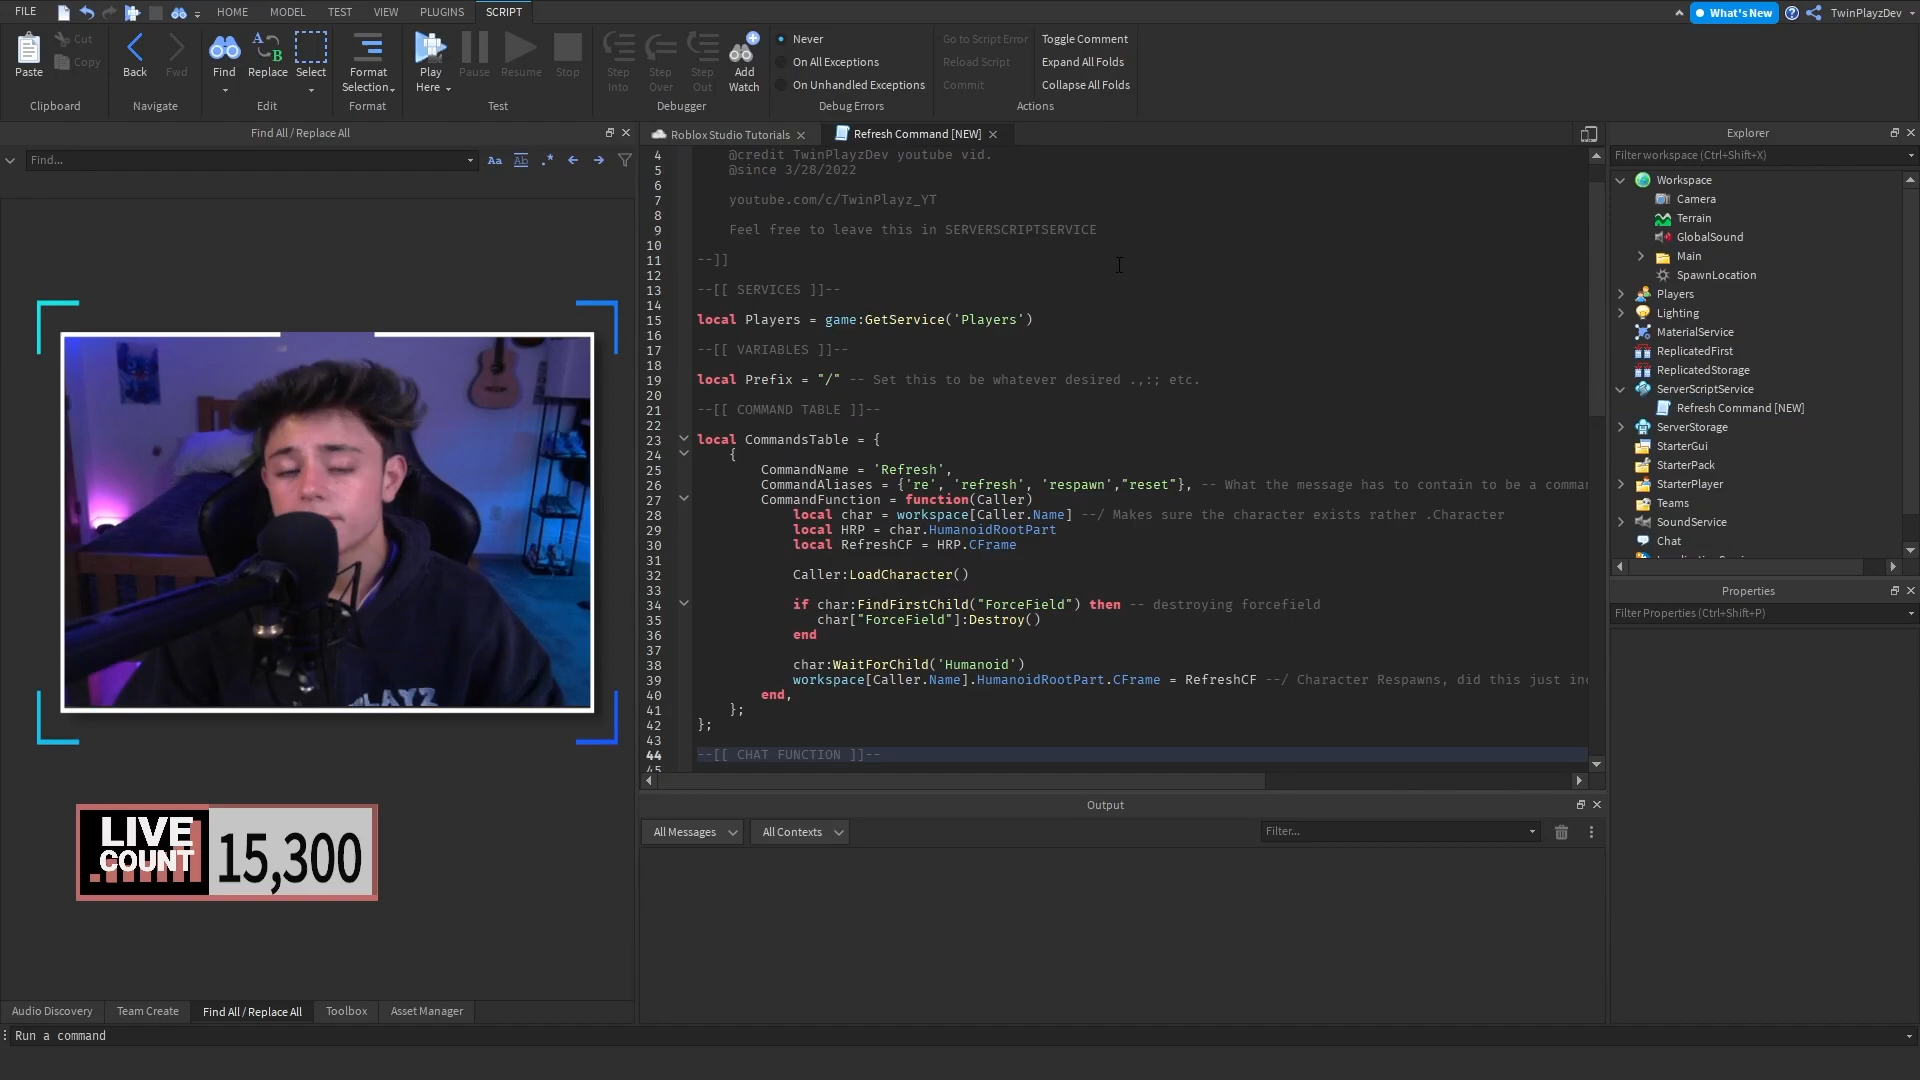 FILE HOME MODEL TEST VIEW PLUGINS SCRIPT What's New TwinPlayzDev
Paste Cut Copy Back Fwd Find Replace Select Format Selection Play Here Pause Resume Stop Step Into Step Over Step Out Add Watch
Never
On All Exceptions
On Unhandled Exceptions
Go to Script Error
Reload Script
Commit
Toggle Comment
Expand All Folds
Collapse All Folds
Clipboard Navigate Edit Format Test Debugger Debug Errors Actions
Find All / Replace All
Find...
Aa Ab .*
Roblox Studio Tutorials
Refresh Command [NEW]
4 @credit TwinPlayzDev youtube vid.
5 @since 3/28/2022
6
7 youtube.com/c/TwinPlayz_YT
8
9 Feel free to leave this in SERVERSCRIPTSERVICE
10
11 --]]
12
13 --[[ SERVICES ]]--
14
15 local Players = game:GetService('Players')
16
17 --[[ VARIABLES ]]--
18
19 local Prefix = "/" -- Set this to be whatever desired .,:; etc.
20
21 --[[ COMMAND TABLE ]]--
22
23 local CommandsTable = {
24 {
25 CommandName = 'Refresh',
26 CommandAliases = {'re', 'refresh', 'respawn',"reset"}, -- What the message has to contain to be a comman
27 CommandFunction = function(Caller)
28 local char = workspace[Caller.Name] --/ Makes sure the character exists rather .Character
29 local HRP = char.HumanoidRootPart
30 local RefreshCF = HRP.CFrame
31
32 Caller:LoadCharacter()
33
34 if char:FindFirstChild("ForceField") then -- destroying forcefield
35 char["ForceField"]:Destroy()
36 end
37
38 char:WaitForChild('Humanoid')
39 workspace[Caller.Name].HumanoidRootPart.CFrame = RefreshCF --/ Character Respawns, did this just inc
40 end,
41 };
42 };
43
44 --[[ CHAT FUNCTION ]]--
45
Explorer
Filter workspace (Ctrl+Shift+X)
Workspace
Camera
Terrain
GlobalSound
Main
SpawnLocation
Players
Lighting
MaterialService
ReplicatedFirst
ReplicatedStorage
ServerScriptService
Refresh Command [NEW]
ServerStorage
StarterGui
StarterPack
StarterPlayer
Teams
SoundService
Chat
Properties
Filter Properties (Ctrl+Shift+P)
LIVE
COUNT
15,300
Output
All Messages All Contexts Filter...
Audio Discovery Team Create Find All / Replace All Toolbox Asset Manager
Run a command